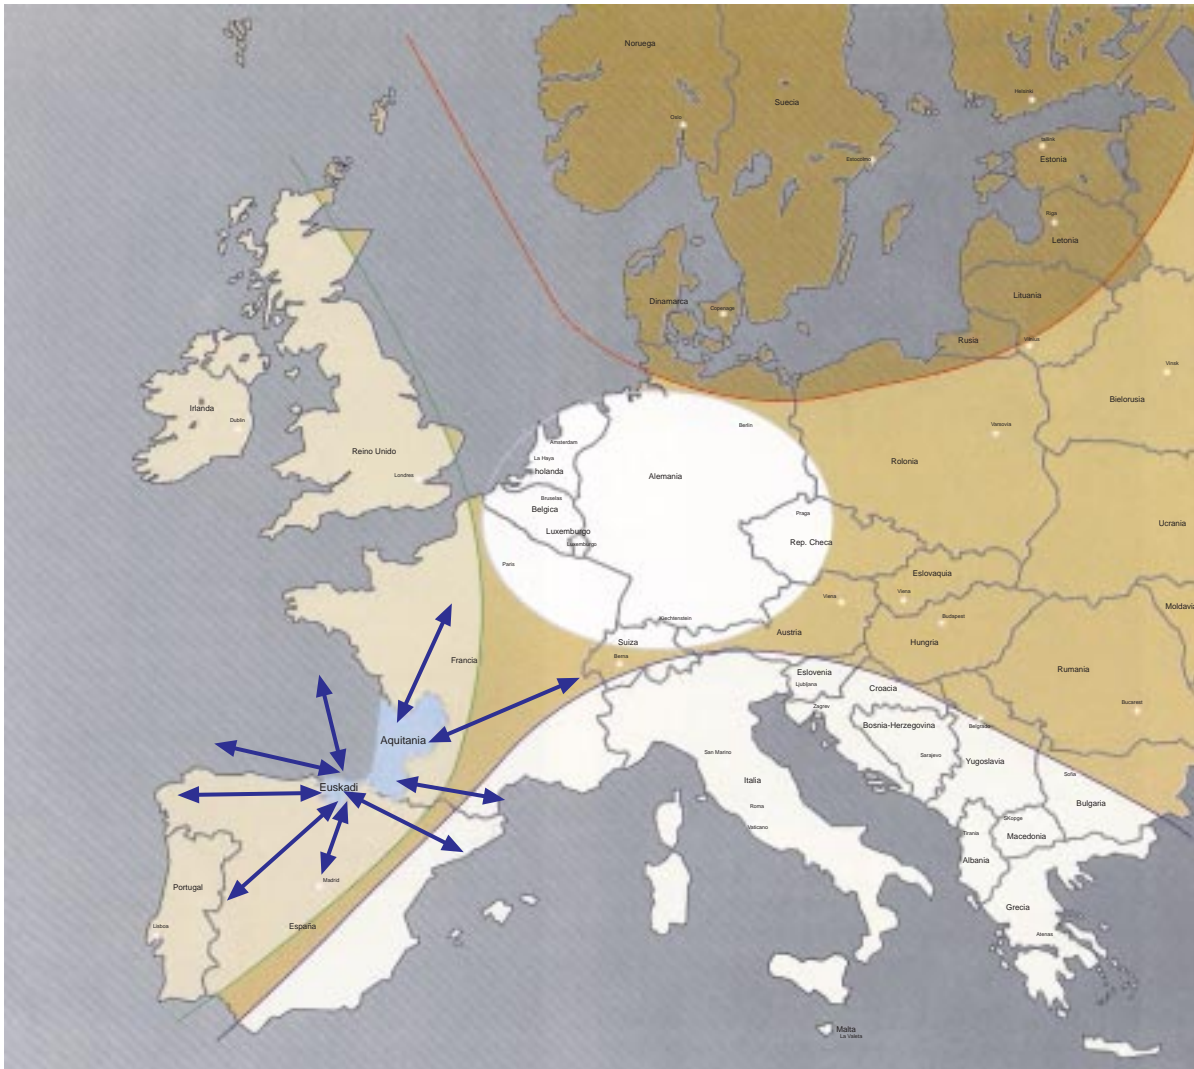 Noruega
Suecia
Helsinki
Oslo
Estocolmo
Estonia
Riga
Letonia
Dinamarca
Copenage
Lituania
Rusia
Vilnius
Minsk
Bielorusia
Irlanda
Dublin
Reino Unido
Londres
Amsterdam
La Haya
holanda
Berlin
Varsovia
Rolonia
Alemania
Bruselas
Belgica
Luxemburgo
Luxemburgo
Praga
Rep. Checa
Ucrania
Paris
Eslovaquia
Viena
Viena
Moldavia
Budapest
Liechtenstein
Suiza
Austria
Hungria
Berna
Francia
Rumania
Eslovenia
Ljubljana
Croacia
Zagrev
Bucarest
Bosnia-Herzegovina
Belgrado
Aquitania
San Marino
Sarajevo
Yugoslavia
Sofia
Italia
Euskadi
Roma
Bulgaria
Vaticano
SKopge
Tirania
Macedonia
Albania
Madrid
Portugal
Grecia
Lisboa
España
Atenas
Malta
La Valeta